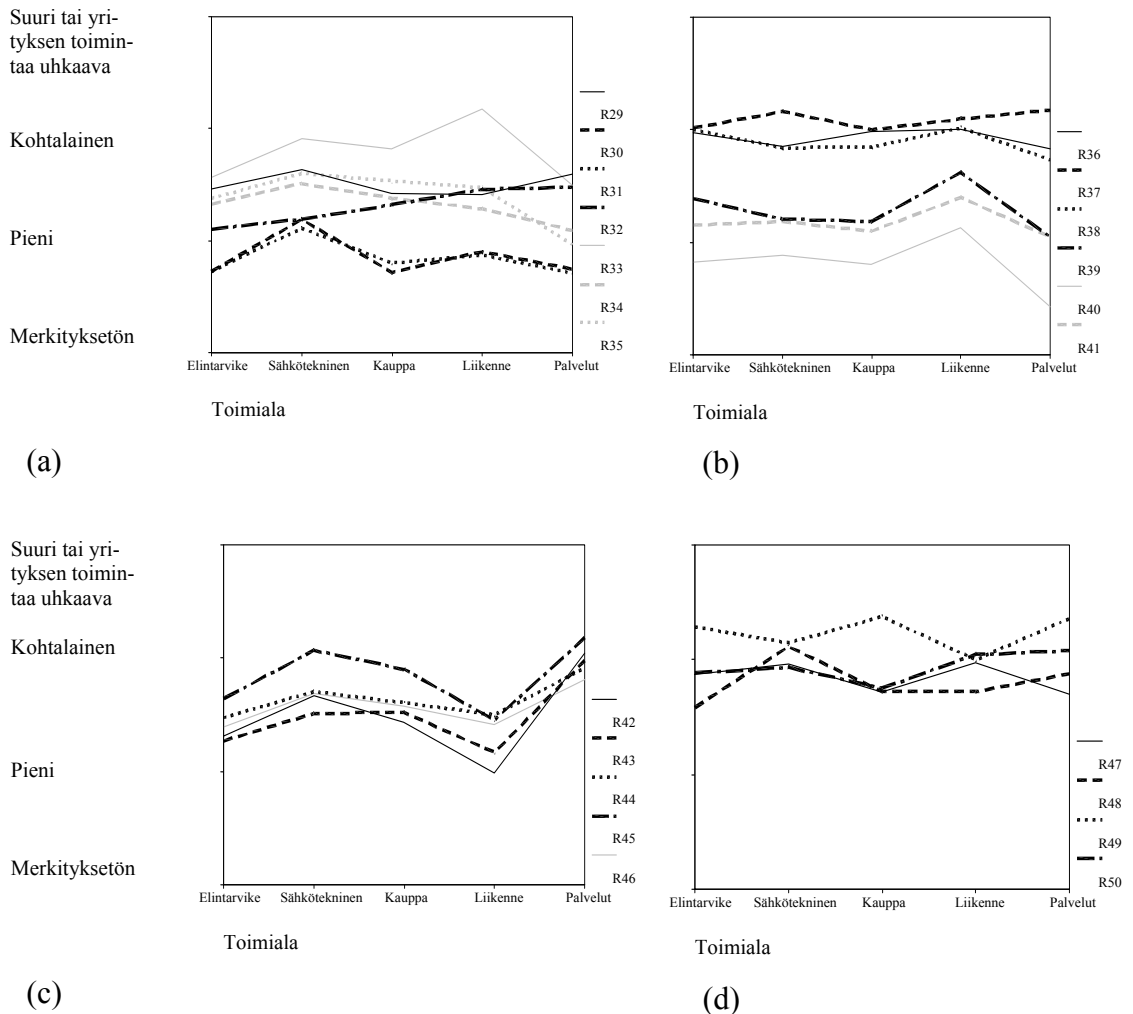 Suuri tai yri-
tyksen toimin-
taa uhkaava
Kohtalainen
Pieni
Merkityksetön
R29
R30
R31
R32
R33
R34
R35
Elintarvike Sähkötekninen Kauppa Liikenne Palvelut
Toimiala
(a)
R36
R37
R38
R39
R40
R41
Elintarvike Sähkötekninen Kauppa Liikenne Palvelut
Toimiala
(b)
Suuri tai yri-
tyksen toimin-
taa uhkaava
Kohtalainen
Pieni
Merkityksetön
R42
R43
R44
R45
R46
Elintarvike Sähkötekninen Kauppa Liikenne Palvelut
Toimiala
(c)
R47
R48
R49
R50
Elintarvike Sähkötekninen Kauppa Liikenne Palvelut
Toimiala
(d)